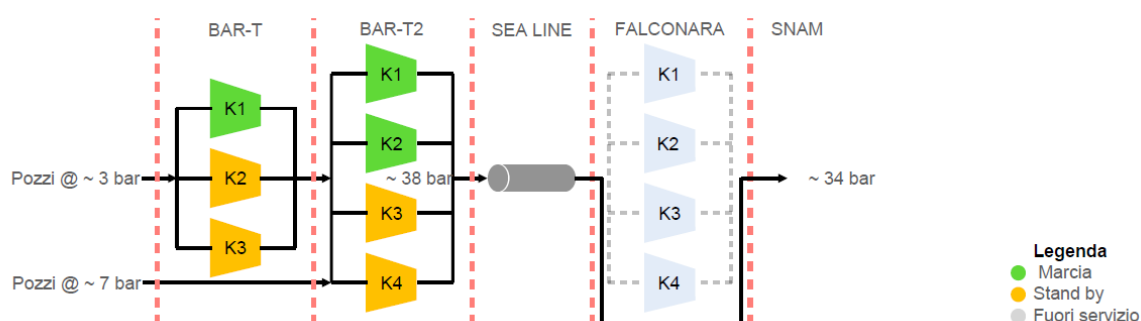 BAR-T
BAR-T2
SEA LINE
FALCONARA
SNAM
K1
K2
K3
K1
K2
K3
K4
K1
K2
K3
K4
Pozzi @ ~ 3 bar
~ 38 bar
~ 34 bar
Pozzi @ ~ 7 bar
Legenda
Marcia
Stand by
Fuori servizio